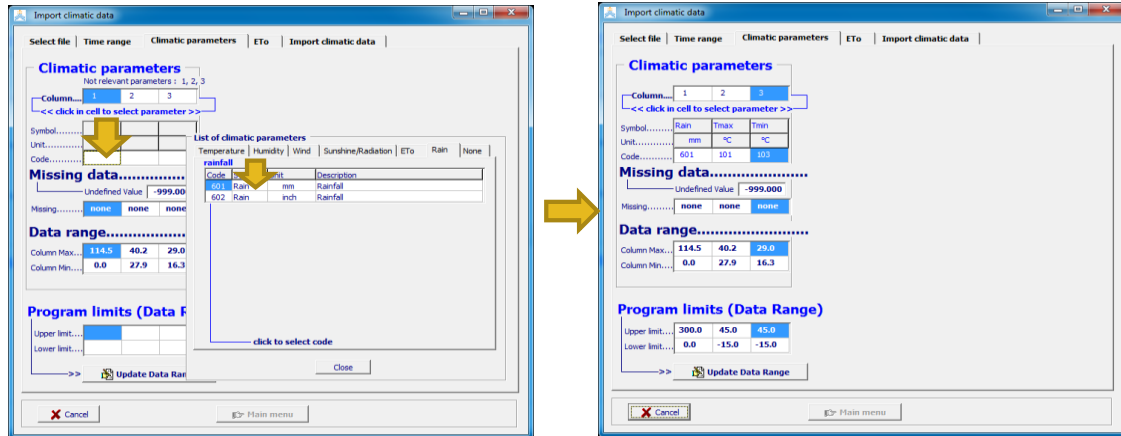 Import climatic data
Select file Time range Climatic parameters ETo Import climatic data
Climatic parameters
Not relevant parameters : 1, 2, 3
Column.... 1 2 3
<< click in cell to select parameter >>
Symbol.........
Unit..............
Code............
Missing data......................
Undefined Value -999.00
Missing......... none none none
Data range...............
Column Max... 114.5 40.2 29.0
Column Min.... 0.0 27.9 16.3
Program limits (Data R
Upper limit....
Lower limit....
-->> Update Data Ran
Cancel Main menu
List of climatic parameters
Temperature Humidity Wind Sunshine/Radiation ETo Rain None
rainfall
Code Description
601 Rain mm Rainfall
602 Rain inch Rainfall
click to select code
Close
Import climatic data
Select file Time range Climatic parameters ETo Import climatic data
Climatic parameters
Column.... 1 2 3
<< click in cell to select parameter >>
Symbol......... Rain Tmax Tmin
Unit.............. mm °C °C
Code............ 601 101 103
Missing data......................
Undefined Value -999.000
Missing......... none none none
Data range........................
Column Max... 114.5 40.2 29.0
Column Min.... 0.0 27.9 16.3
Program limits (Data Range)
Upper limit.... 300.0 45.0 45.0
Lower limit.... 0.0 -15.0 -15.0
-->> Update Data Range
Cancel Main menu